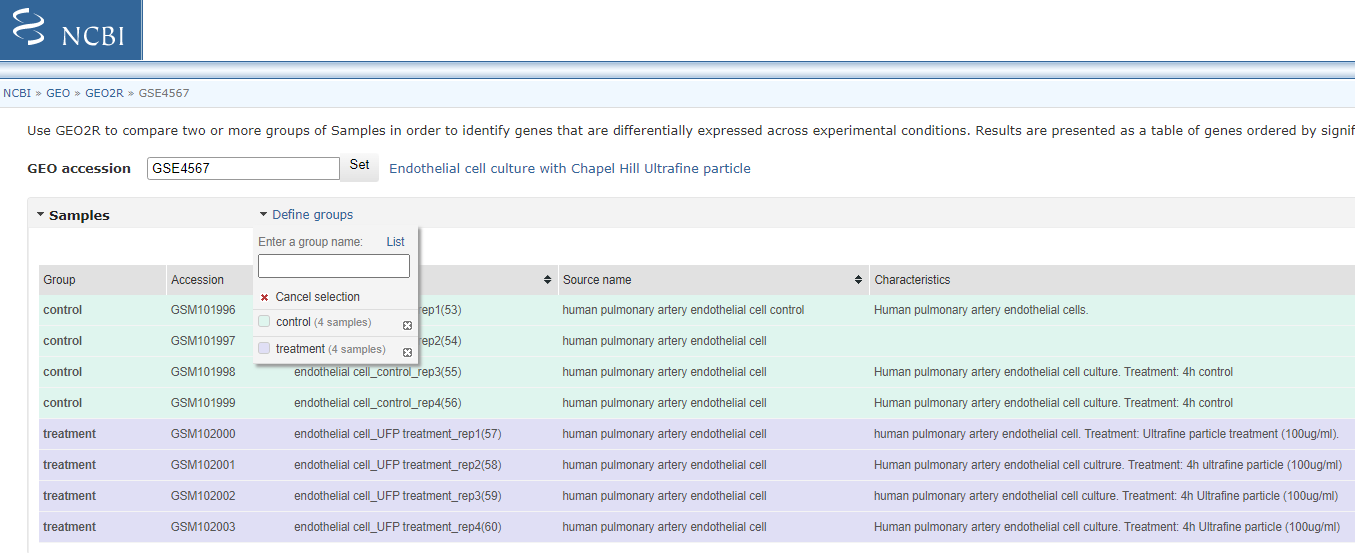 NCBI
NCBI » GEO » GEO2R » GSE4567
Use GEO2R to compare two or more groups of Samples in order to identify genes that are differentially expressed across experimental conditions. Results are presented as a table of genes ordered by signif
GEO accession GSE4567 Set Endothelial cell culture with Chapel Hill Ultrafine particle
Samples Define groups
Enter a group name: List
Group Accession Source name Characteristics
Cancel selection
control GSM101996 rep1(53) human pulmonary artery endothelial cell control Human pulmonary artery endothelial cells.
control (4 samples)
control GSM101997 rep2(54) human pulmonary artery endothelial cell
treatment (4 samples)
control GSM101998 endothelial cell_control_rep3(55) human pulmonary artery endothelial cell Human pulmonary artery endothelial cell culture. Treatment: 4h control
control GSM101999 endothelial cell_control_rep4(56) human pulmonary artery endothelial cell Human pulmonary artery endothelial cell culture. Treatment: 4h control
treatment GSM102000 endothelial cell_UFP treatment_rep1(57) human pulmonary artery endothelial cell human pulmonary artery endothelial cell. Treatment: Ultrafine particle treatment (100ug/ml).
treatment GSM102001 endothelial cell_UFP treatment_rep2(58) human pulmonary artery endothelial cell Human pulmonary artery endothelial cell cultrure. Treatment: 4h ultrafine particle (100ug/ml)
treatment GSM102002 endothelial cell_UFP treatment_rep3(59) human pulmonary artery endothelial cell human pulmonary artery endothelial cell culture. Treatment: 4h Ultrafine particle (100ug/ml)
treatment GSM102003 endothelial cell_UFP treatment_rep4(60) human pulmonary artery endothelial cell Human pulmonary artery endothelial cell culture. Treatment: 4h Ultrafine particle (100ug/ml)